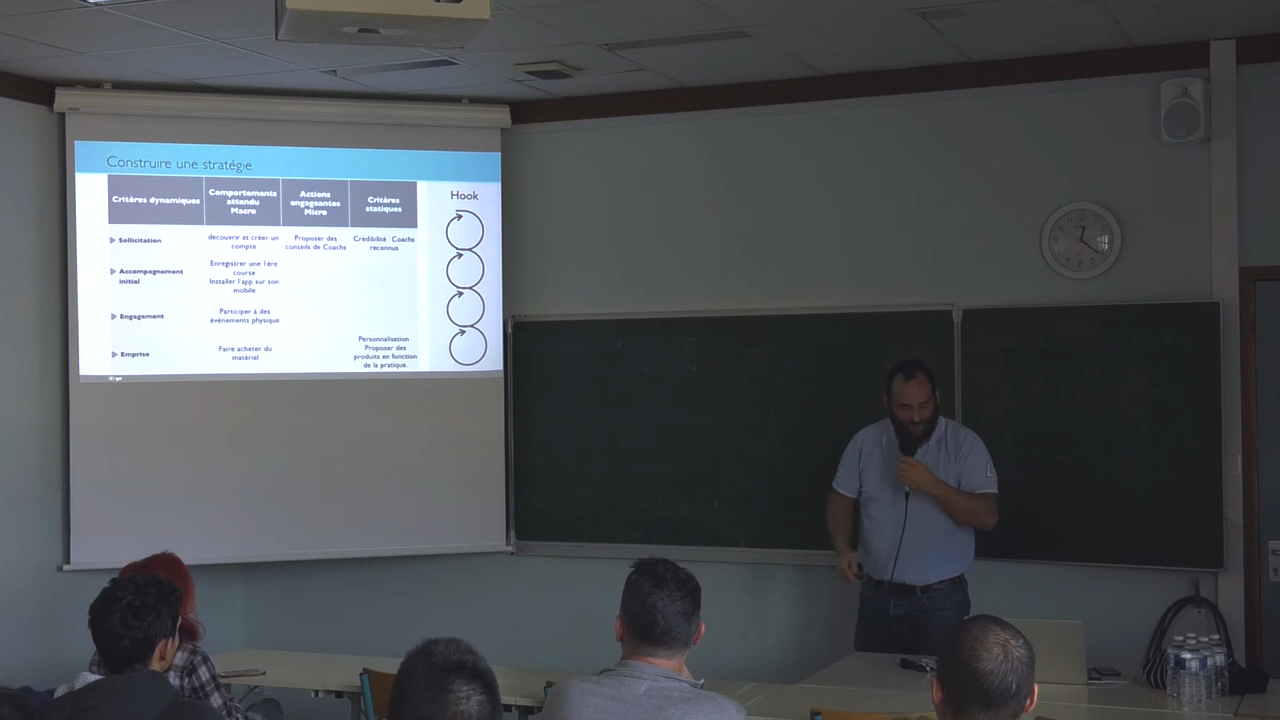 Construire une stratégie
Critères dynamiques
Comportements
attendu
Macro
Actions
engageantes
Micro
Critères
statiques
Hook
Sollicitation
découvrir et créer un
compte
Proposer des
conseils de Coachs
Crédibilité : Coachs
reconnus
Accompagnement
initial
Enregistrer une 1ere
course
Installer l'app sur son
mobile
Engagement
Participer à des
événements physique
Emprise
Faire acheter du
matériel
Personnalisation
Proposer des
produits en fonction
de la pratique.